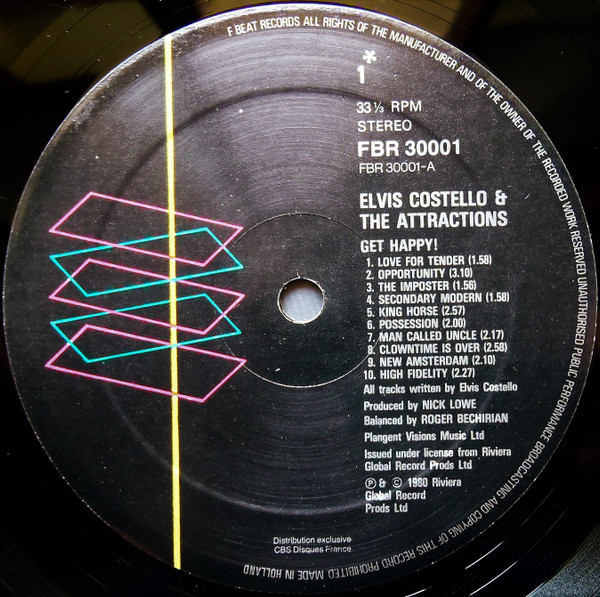 F BEAT RECORDS ALL RIGHTS OF THE MANUFACTURER AND OF THE OWNER OF THE RECORDED WORK RESERVED UNAUTHORISED PUBLIC PERFORMANCE BROADCASTING AND COPYING OF THIS RECORD PROHIBITED MADE IN HOLLAND
*
1
33 ⅓ RPM
STEREO
FBR 30001
FBR 30001-A
ELVIS COSTELLO &
THE ATTRACTIONS
GET HAPPY!
1. LOVE FOR TENDER (1.58)
2. OPPORTUNITY (3.10)
3. THE IMPOSTER (1.56)
4. SECONDARY MODERN (1.58)
5. KING HORSE (2.57)
6. POSSESSION (2.00)
7. MAN CALLED UNCLE (2.17)
8. CLOWNTIME IS OVER (2.58)
9. NEW AMSTERDAM (2.10)
10. HIGH FIDELITY (2.27)
All tracks written by Elvis Costello
Produced by NICK LOWE
Balanced by ROGER BECHIRIAN
Plangent Visions Music Ltd
Issued under license from Riviera
Global Record Prods Ltd
℗ & © 1980 Riviera
Global Record
Prods Ltd
Distribution exclusive
CBS Disques France